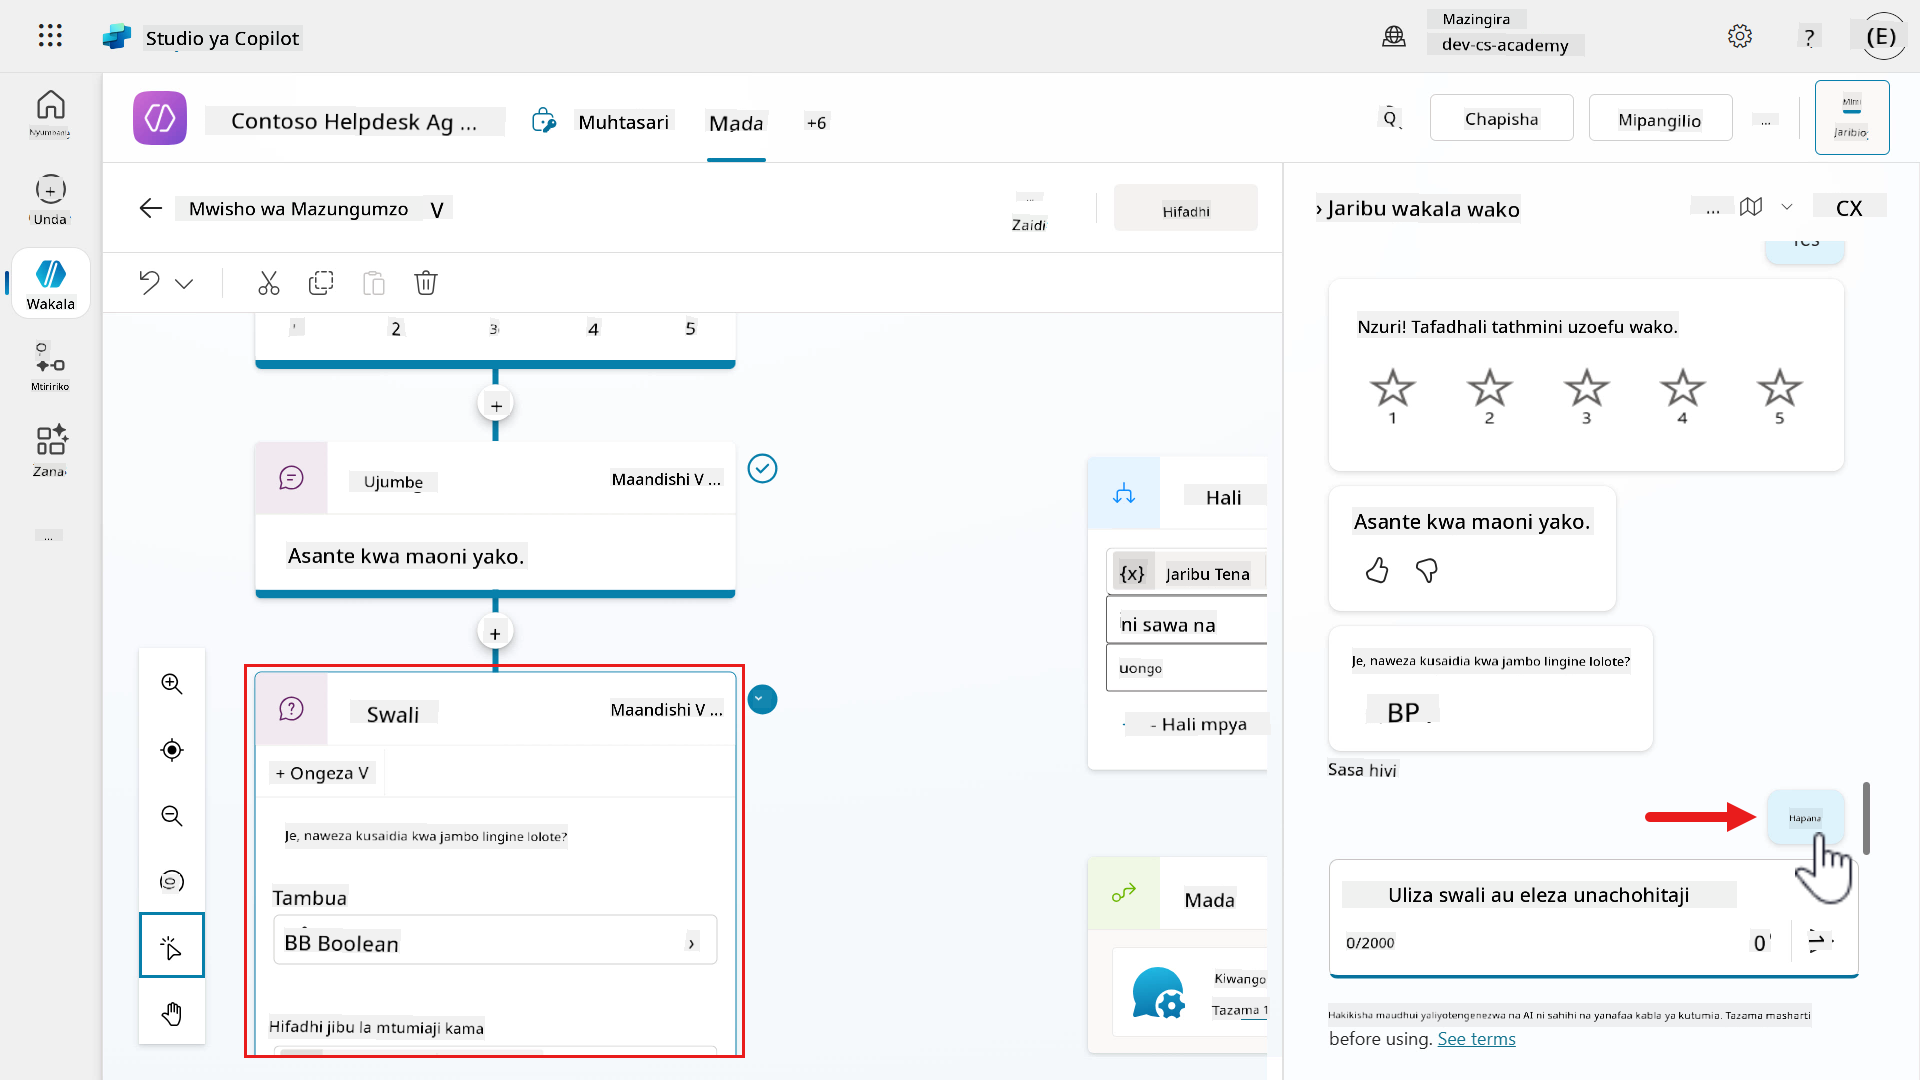 Studio ya Copilot
Mazingira
dev-cs-academy
?
(E)
Nyumbani
Unda
Wakala
Mtiririko
Zana
...
Contoso Helpdesk Ag ...
Muhtasari
Mada
+6
Chapisha
Mipangilio
...
Jaribio
Mwisho wa Mazungumzo V
...
Zaidi
Hifadhi
2 3 4 5
Ujumbe
Maandishi V ...
Asante kwa maoni yako.
Swali
Maandishi V ...
+ Ongeza V
Je, naweza kusaidia kwa jambo lingine lolote?
Tambua
BB Boolean
Hifadhi jibu la mtumiaji kama
Hali
{x} Jaribu Tena
ni sawa na
uongo
- Hali mpya
Mada
Kiwango
Tazama 1
› Jaribu wakala wako
...
CX
Yes
Nzuri! Tafadhali tathmini uzoefu wako.
1 2 3 4 5
Asante kwa maoni yako.
Je, naweza kusaidia kwa jambo lingine lolote?
BP
Sasa hivi
Hapana
Uliza swali au eleza unachohitaji
0/2000
0
Hakikisha maudhui yaliyotengenezwa na AI ni sahihi na yanafaa kabla ya kutumia. Tazama masharti
before using. See terms